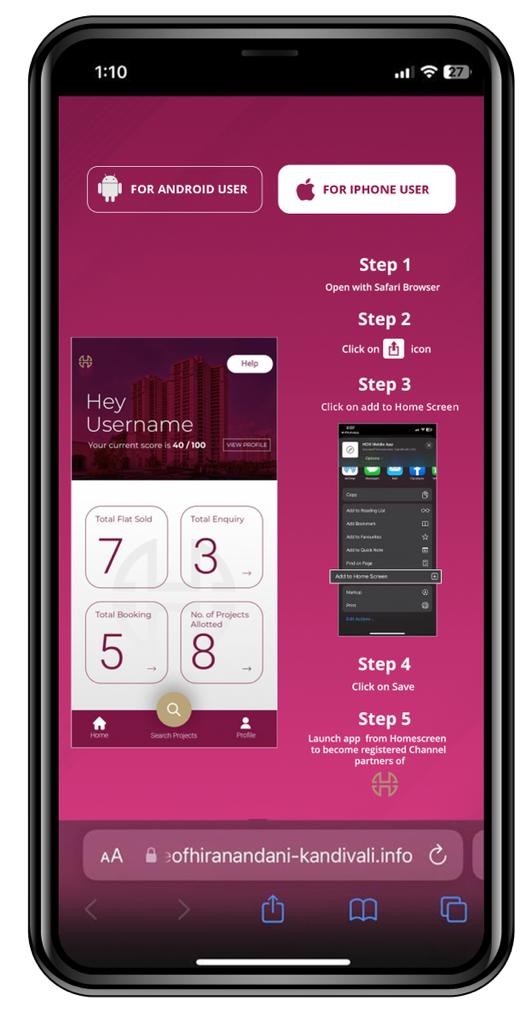 1:10
27
FOR ANDROID USER
FOR IPHONE USER
Step 1
Open with Safari Browser
Step 2
Click on icon
Step 3
Click on add to Home Screen
Help
Hey
Username
Your current score is 40 / 100
VIEW PROFILE
Total Flat Sold
7
Total Enquiry
3
→
Total Booking
5
→
No. of Projects
Allotted
8
→
Home
Search Projects
Profile
HOH Mobile App
Options
Messages
Mail
Copy
Add to Reading List
Add Bookmark
Add to Favourites
Add to Quick Note
Find on Page
Add to Home Screen
Markup
Print
Edit Actions...
Step 4
Click on Save
Step 5
Launch app from Homescreen
to become registered Channel
partners of
AA
eofhiranandani-kandivali.info